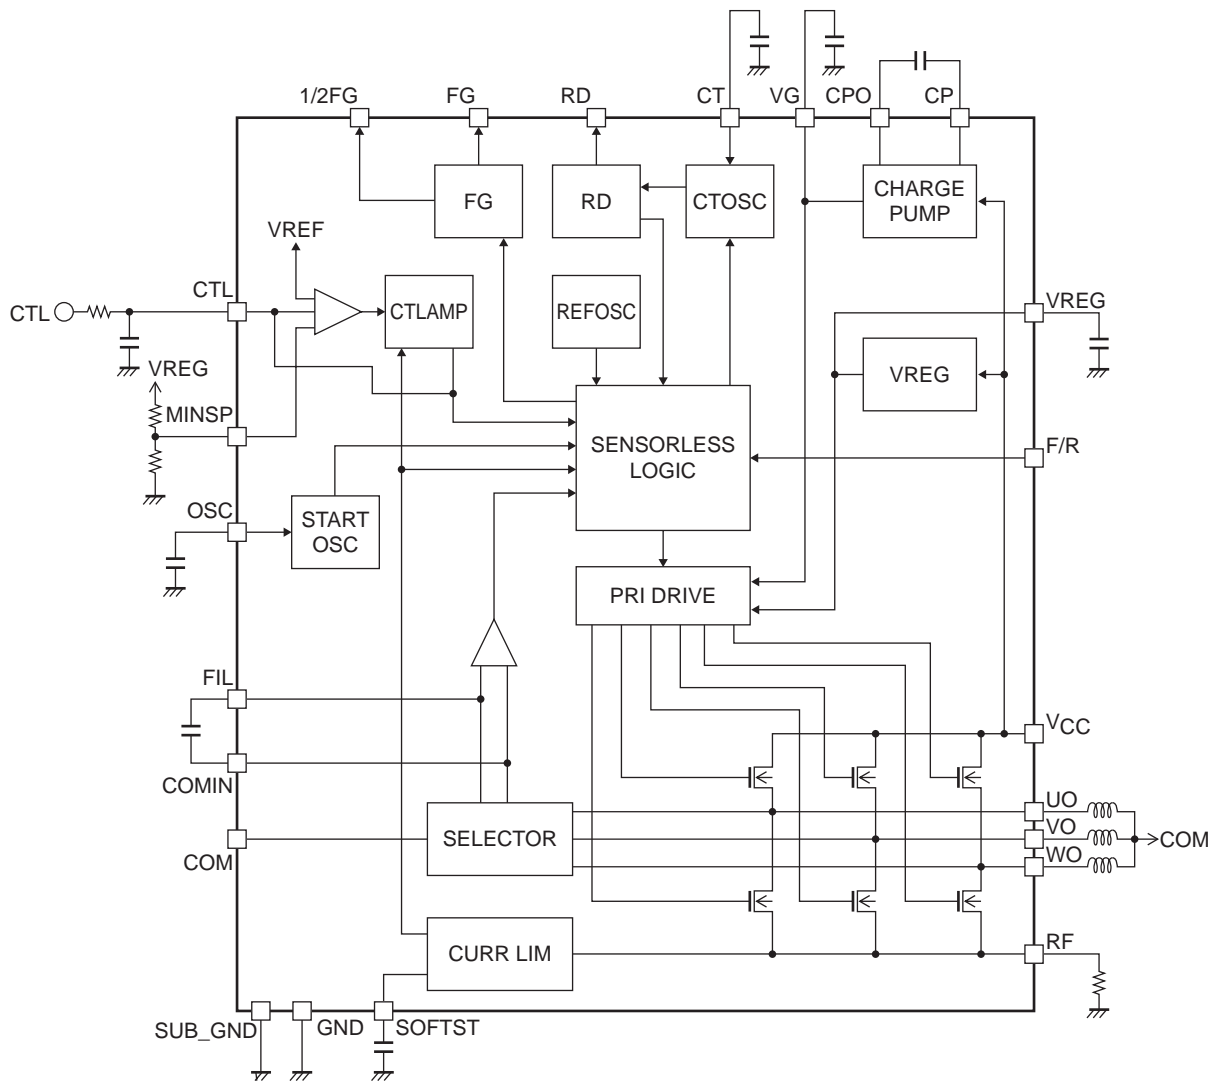 1/2FG
FG
RD
CT
VG
CPO
CP
FG
RD
CTOSC
CHARGE
PUMP
VREF
CTL
CTL
CTLAMP
REFOSC
VREG
VREG
MINSP
VREG
SENSORLESS
LOGIC
F/R
OSC
START
OSC
PRI DRIVE
FIL
COMIN
VCC
UO
VO
WO
COM
SELECTOR
COM
CURR LIM
RF
SUB_GND
GND
SOFTST